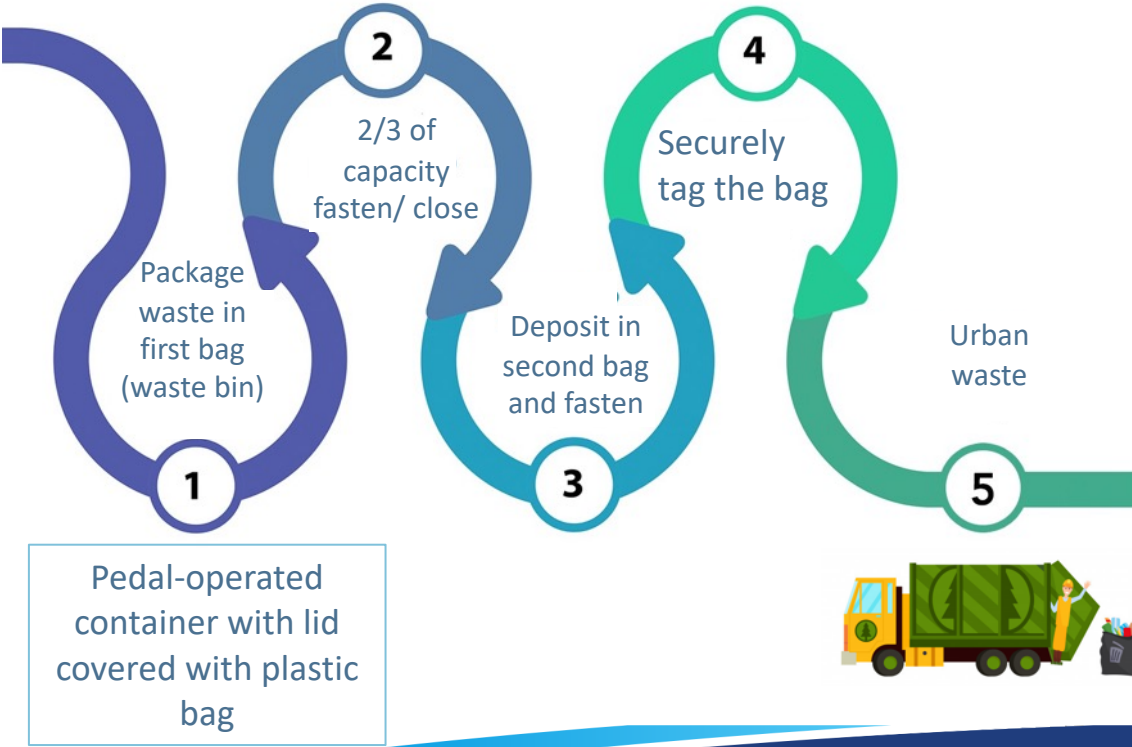 1
Package
waste in
first bag
(waste bin)
Pedal-operated
container with lid
covered with plastic
bag
2
2/3 of
capacity
fasten/ close
3
Deposit in
second bag
and fasten
4
Securely
tag the bag
5
Urban
waste